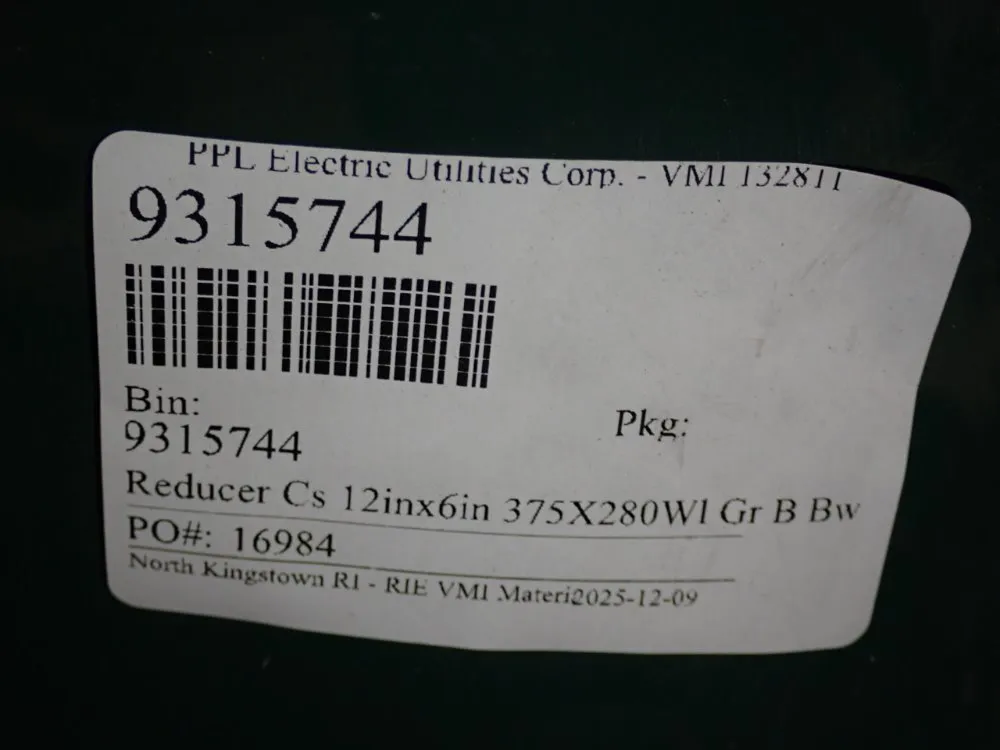 PPL Electric Utilities Corp. - VMI 132811
9315744
Bin:
Pkg:
9315744
Reducer Cs 12inx6in 375X280Wl Gr B Bw
PO#: 16984
North Kingstown RI - RIE VMI Materi2025-12-09